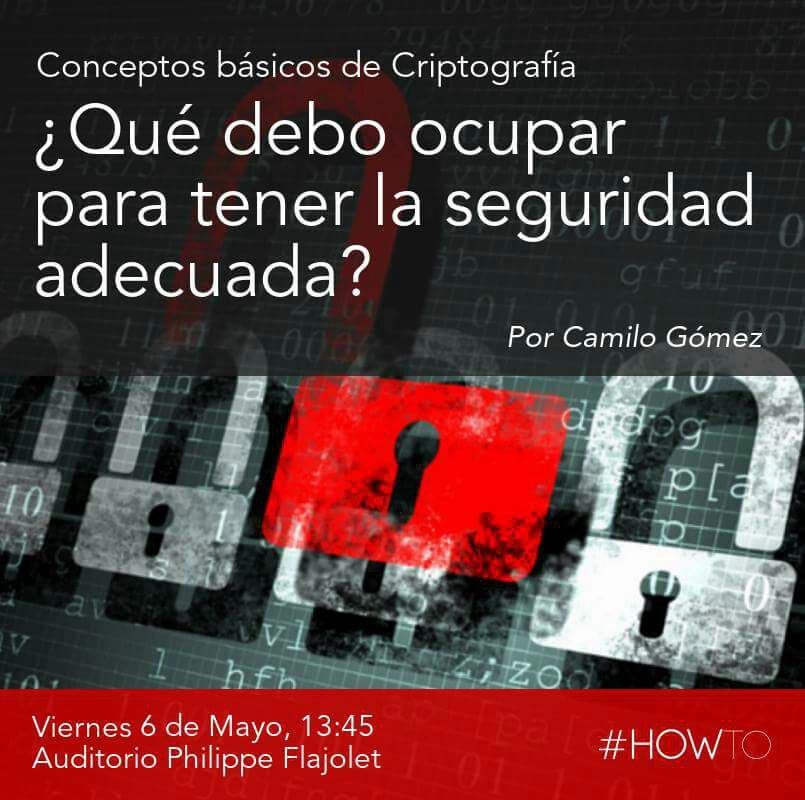 Conceptos básicos de Criptografía
¿Qué debo ocupar
para tener la seguridad
adecuada?
Por Camilo Gómez
Viernes 6 de Mayo, 13:45
Auditorio Philippe Flajolet
#HOWTO